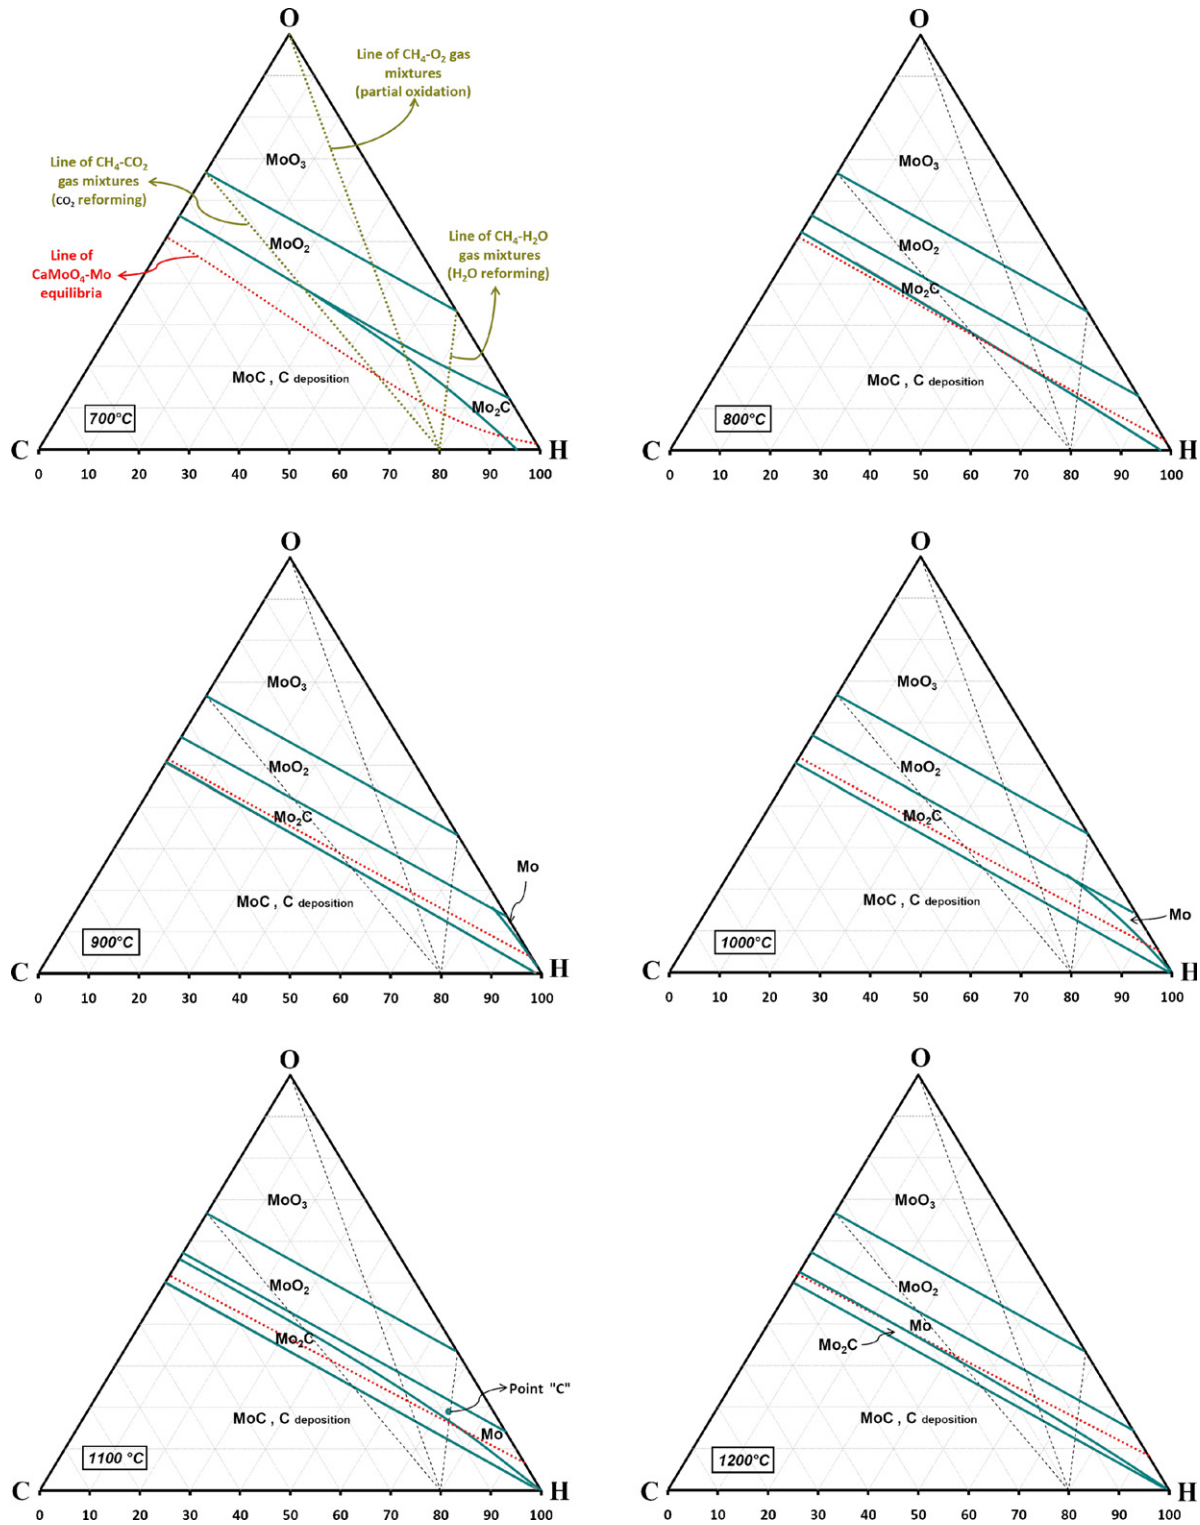 O
Line of CH₄-O₂ gas
mixtures
(partial oxidation)
MoO₃
Line of CH₄-CO₂
gas mixtures
(CO₂ reforming)
MoO₂
Line of CH₄-H₂O
gas mixtures
(H₂O reforming)
Line of
CaMoO₄-Mo
equilibria
MoC , C deposition
Mo₂C
700°C
C
H
0 10 20 30 40 50 60 70 80 90 100
O
MoO₃
MoO₂
Mo₂C
MoC , C deposition
800°C
C
H
0 10 20 30 40 50 60 70 80 90 100
O
MoO₃
MoO₂
Mo₂C
Mo
MoC , C deposition
900°C
C
H
0 10 20 30 40 50 60 70 80 90 100
O
MoO₃
MoO₂
Mo₂C
MoC , C deposition
Mo
1000°C
C
H
0 10 20 30 40 50 60 70 80 90 100
O
MoO₃
MoO₂
Mo₂C
Point "C"
MoC , C deposition
Mo
1100 °C
C
H
0 10 20 30 40 50 60 70 80 90 100
O
MoO₃
MoO₂
Mo
Mo₂C
MoC , C deposition
1200°C
C
H
0 10 20 30 40 50 60 70 80 90 100